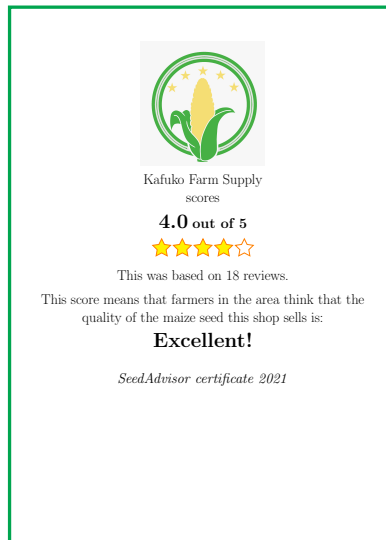 Kafuko Farm Supply
scores
4.0 out of 5
This was based on 18 reviews.
This score means that farmers in the area think that the
quality of the maize seed this shop sells is:
Excellent!
SeedAdvisor certificate 2021